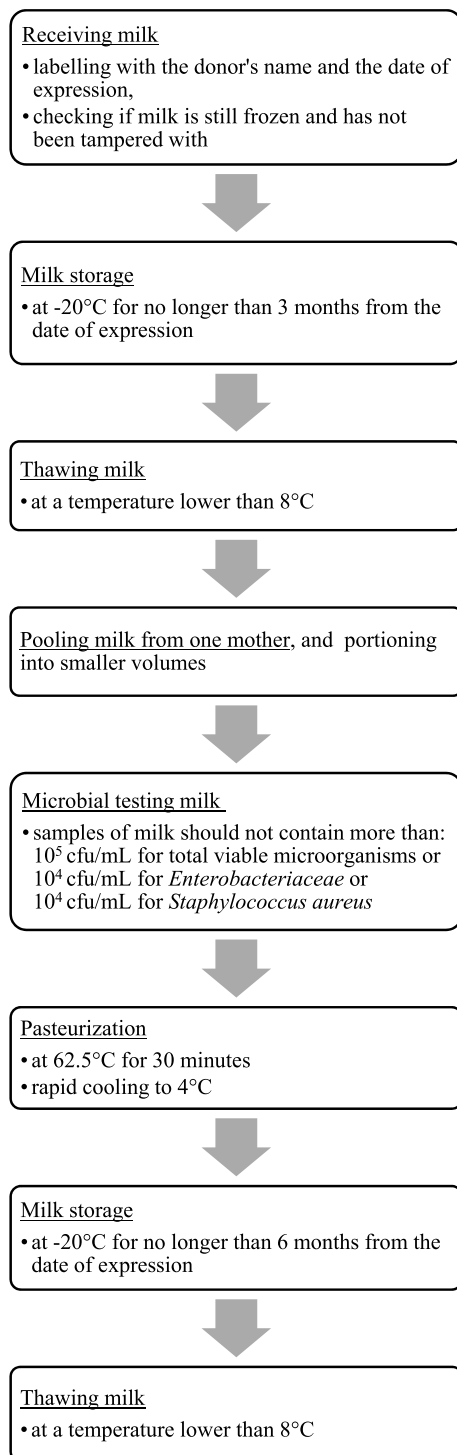 Receiving milk
• labelling with the donor's name and the date of
expression,
• checking if milk is still frozen and has not
been tampered with
Milk storage
• at -20°C for no longer than 3 months from the
date of expression
Thawing milk
• at a temperature lower than 8°C
Pooling milk from one mother, and portioning
into smaller volumes
Microbial testing milk
• samples of milk should not contain more than:
10⁵ cfu/mL for total viable microorganisms or
10⁴ cfu/mL for Enterobacteriaceae or
10⁴ cfu/mL for Staphylococcus aureus
Pasteurization
• at 62.5°C for 30 minutes
• rapid cooling to 4°C
Milk storage
• at -20°C for no longer than 6 months from the
date of expression
Thawing milk
• at a temperature lower than 8°C